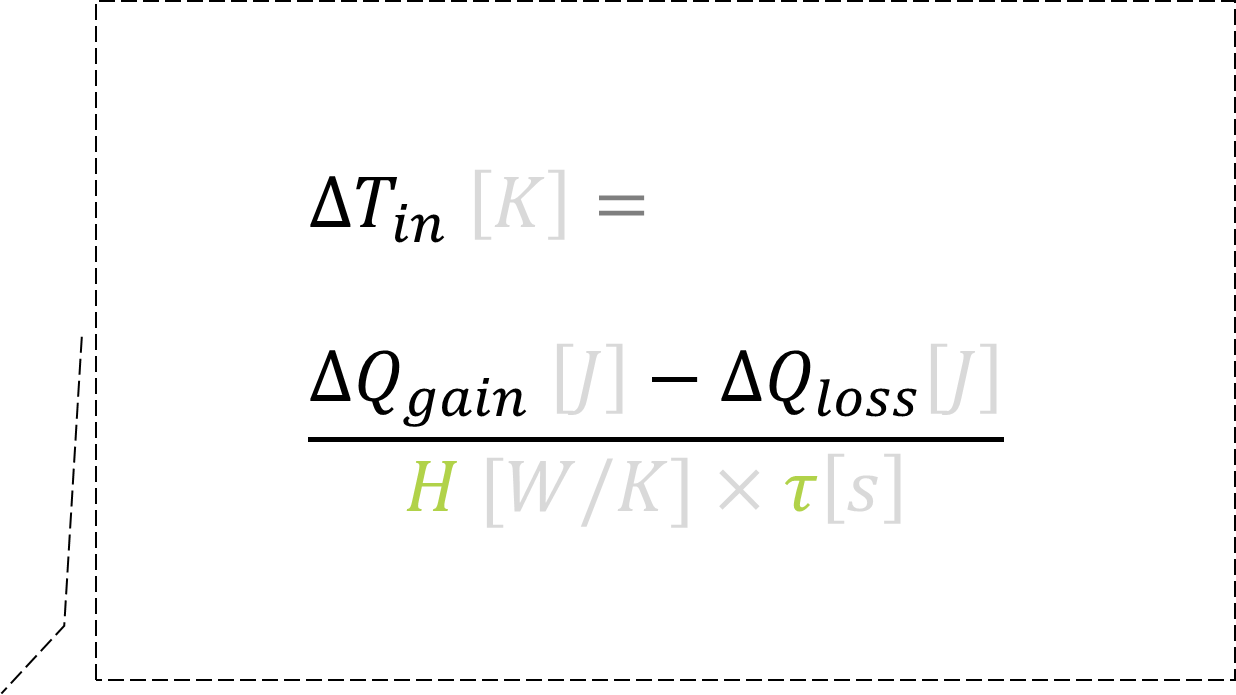 ΔT_in [K] =
ΔQ_gain [J] − ΔQ_loss [J]
H [W/K] × τ [s]